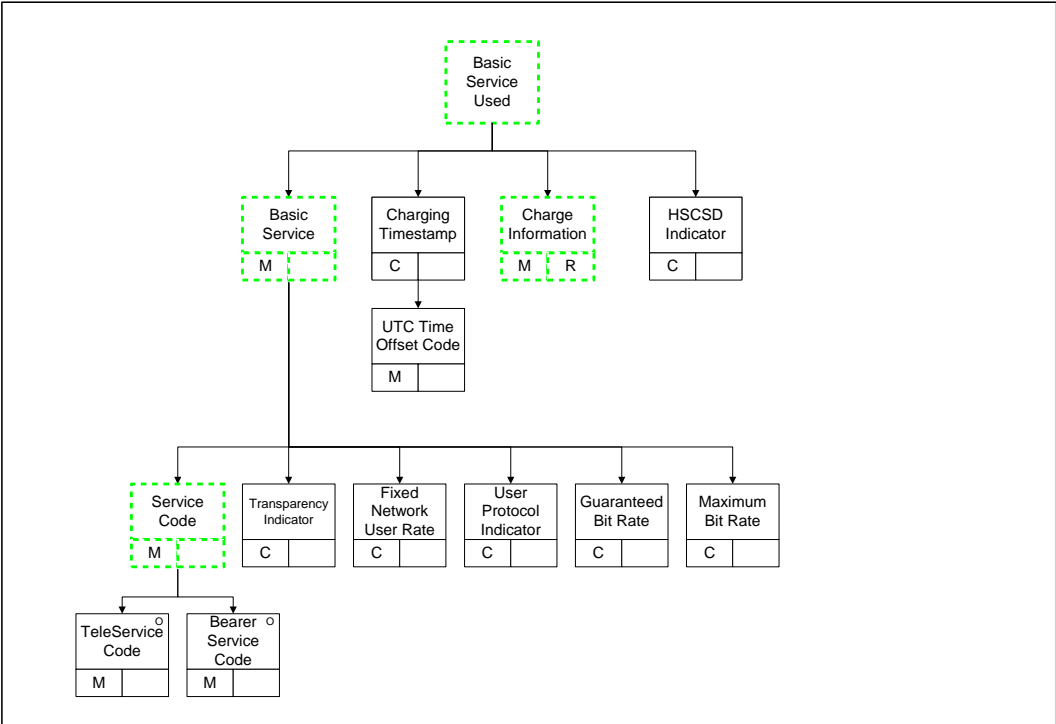 Basic
Service
Used
Basic
Service
M
Charging
Timestamp
C
Charge
Information
M R
HSCSD
Indicator
C
UTC Time
Offset Code
M
Service
Code
M
Transparency
Indicator
C
Fixed
Network
User Rate
C
User
Protocol
Indicator
C
Guaranteed
Bit Rate
C
Maximum
Bit Rate
C
O
TeleService
Code
M
O
Bearer
Service
Code
M